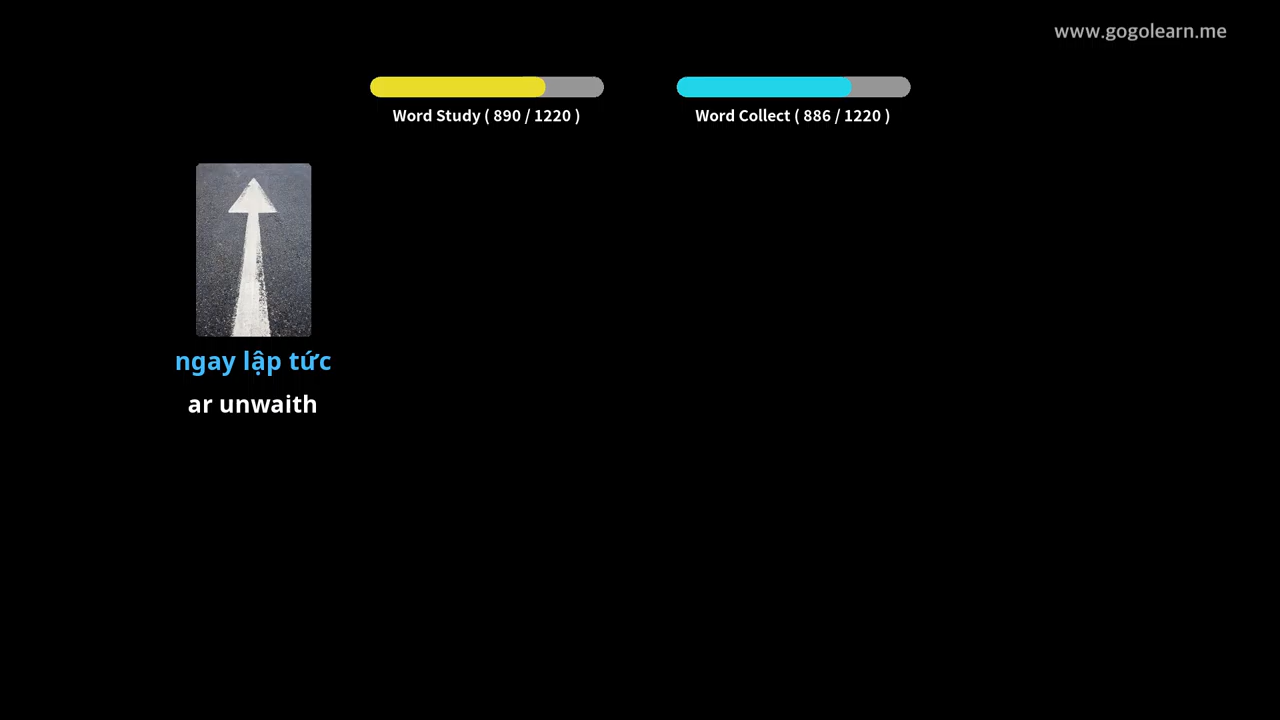 www.gogolearn.me
Word Study ( 890 / 1220 )
Word Collect ( 886 / 1220 )
ngay lập tức
ar unwaith